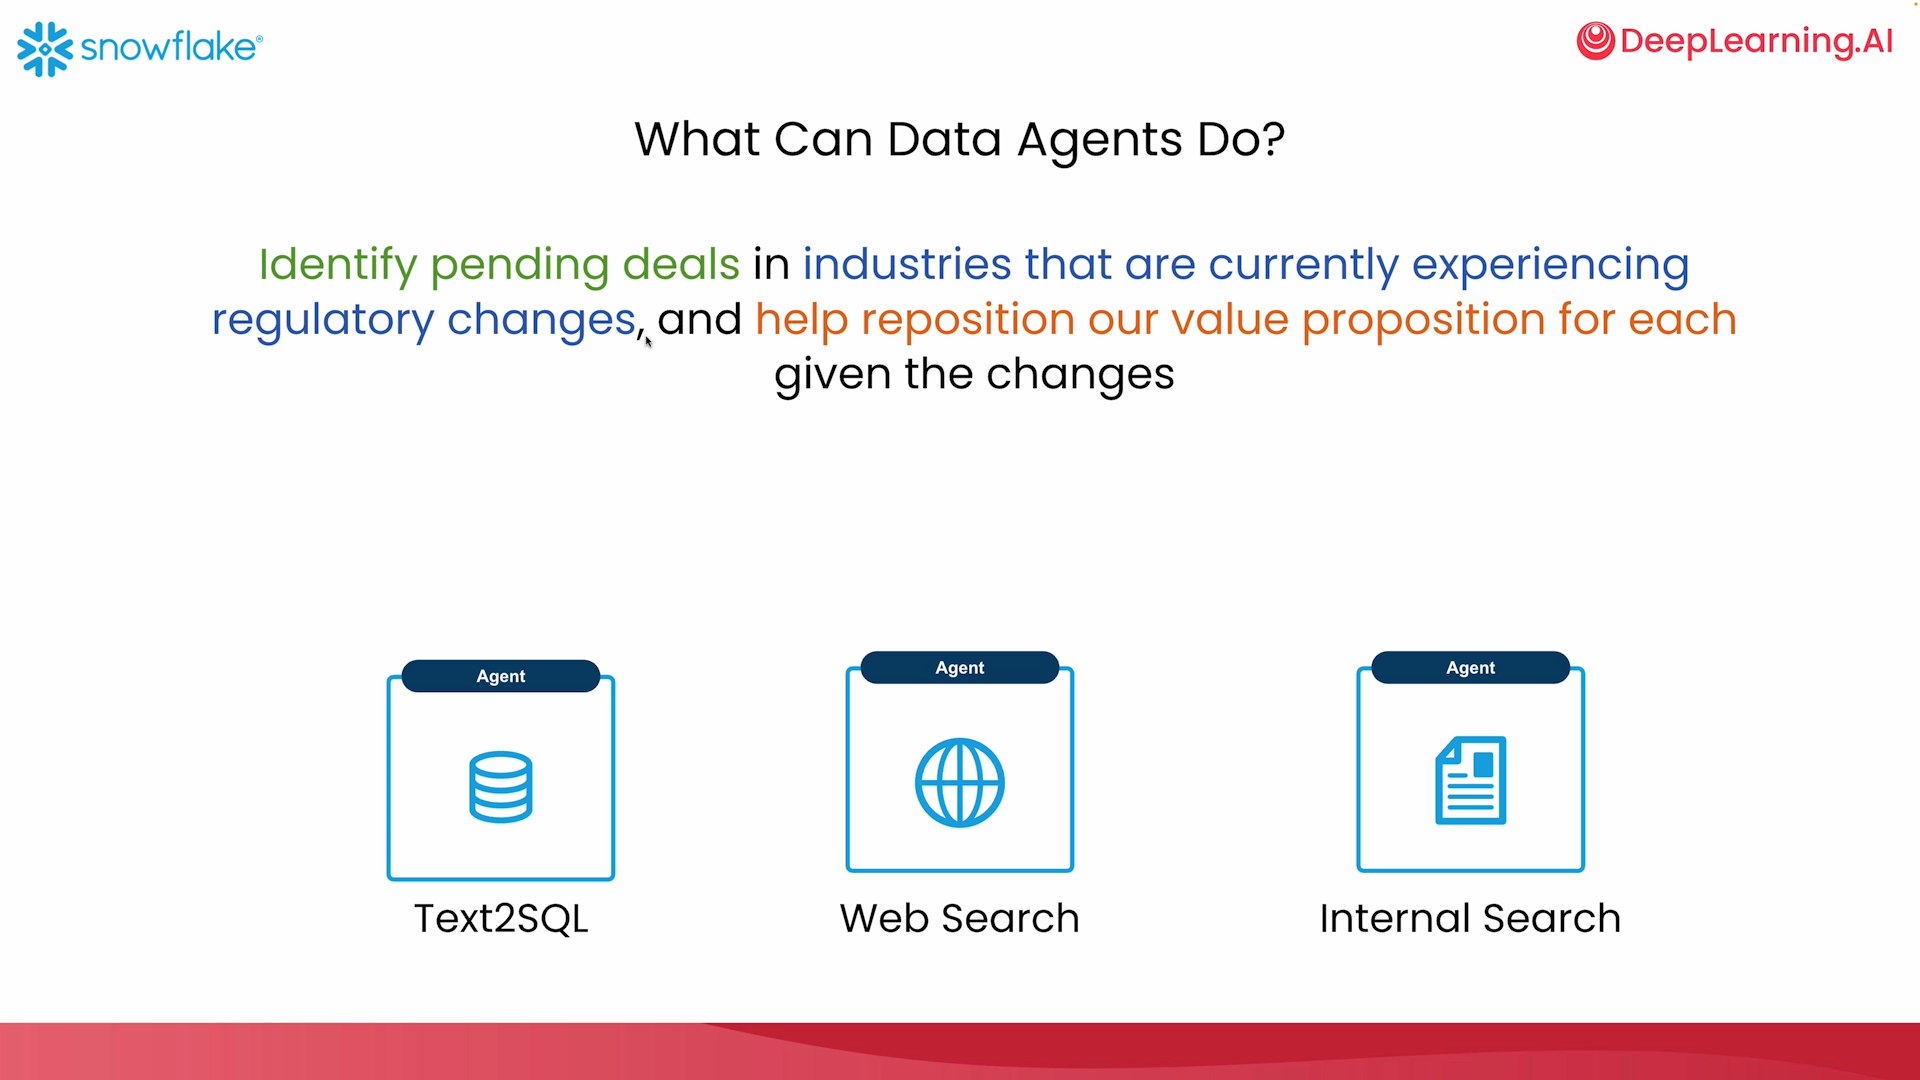 snowflake®
DeepLearning.AI
What Can Data Agents Do?
Identify pending deals in industries that are currently experiencing
regulatory changes, and help reposition our value proposition for each
given the changes
Agent
Agent
Agent
Text2SQL
Web Search
Internal Search